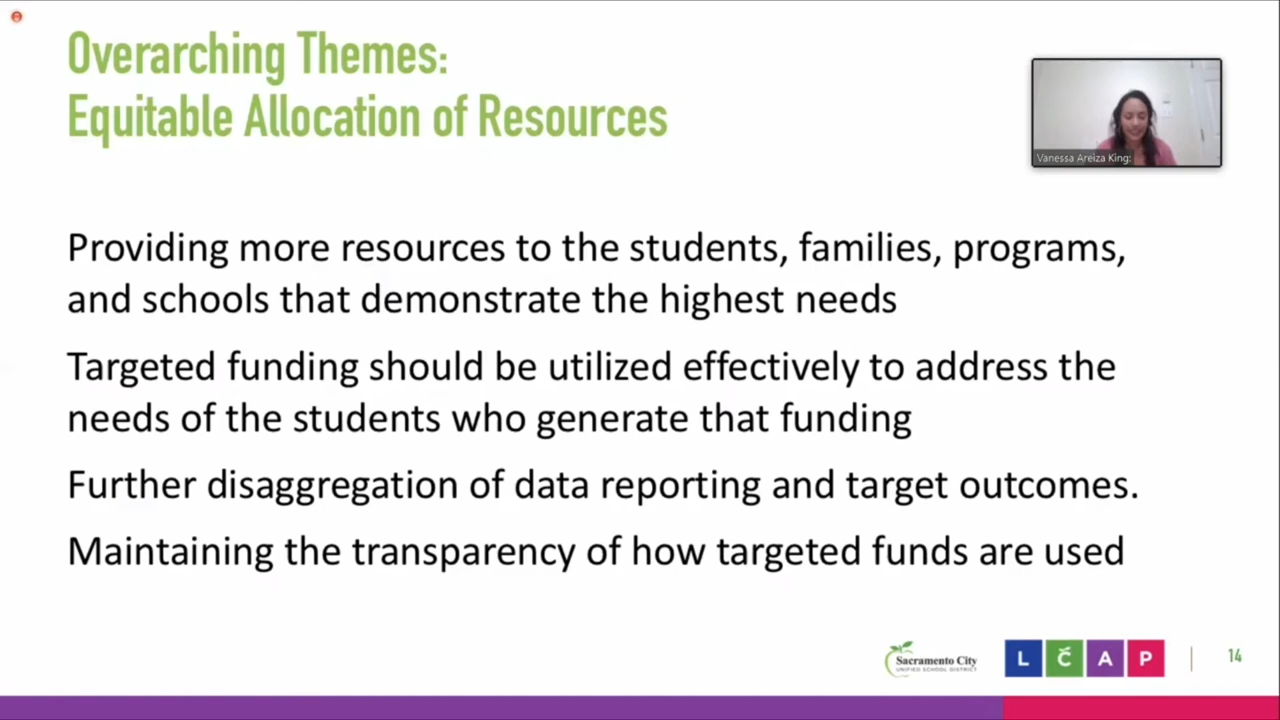 Overarching Themes:
Equitable Allocation of Resources
Vanessa Areiza King:
Providing more resources to the students, families, programs,
and schools that demonstrate the highest needs
Targeted funding should be utilized effectively to address the
needs of the students who generate that funding
Further disaggregation of data reporting and target outcomes.
Maintaining the transparency of how targeted funds are used
Sacramento City
UNIFIED SCHOOL DISTRICT
L Č A P
14